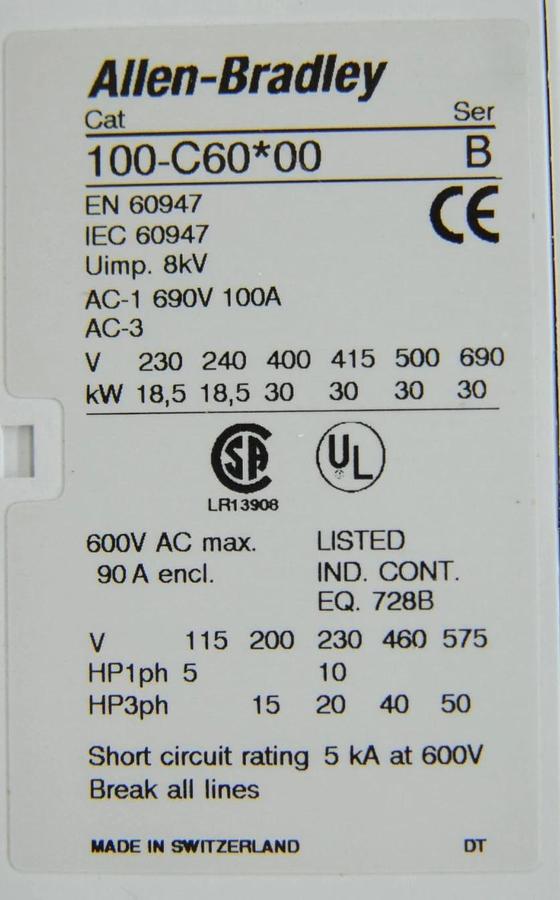 Allen-Bradley
Cat Ser
100-C60*00 B
EN 60947
IEC 60947
CE
Uimp. 8kV
AC-1 690V 100A
AC-3
V 230 240 400 415 500 690
kW 18,5 18,5 30 30 30 30
SA UL
LR13908
600V AC max. LISTED
90 A encl. IND. CONT.
EQ. 728B
V 115 200 230 460 575
HP1ph 5 10
HP3ph 15 20 40 50
Short circuit rating 5 kA at 600V
Break all lines
MADE IN SWITZERLAND DT